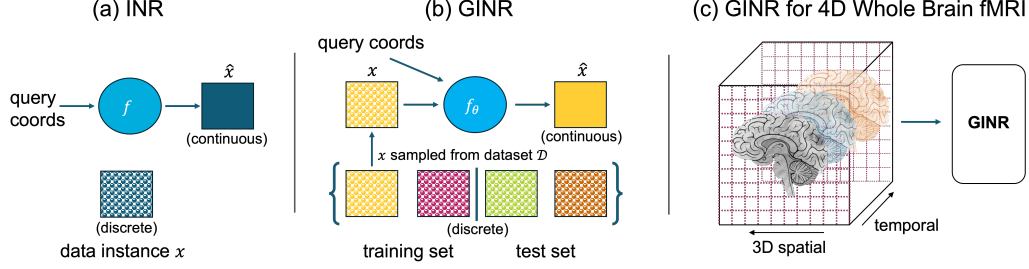 (a) INR
query
coords
f
x̂
(continuous)
(discrete)
data instance x
(b) GINR
query coords
x
f_θ
x̂
(continuous)
x sampled from dataset 𝒟
{ }
(discrete)
training set
test set
(c) GINR for 4D Whole Brain fMRI
GINR
temporal
3D spatial